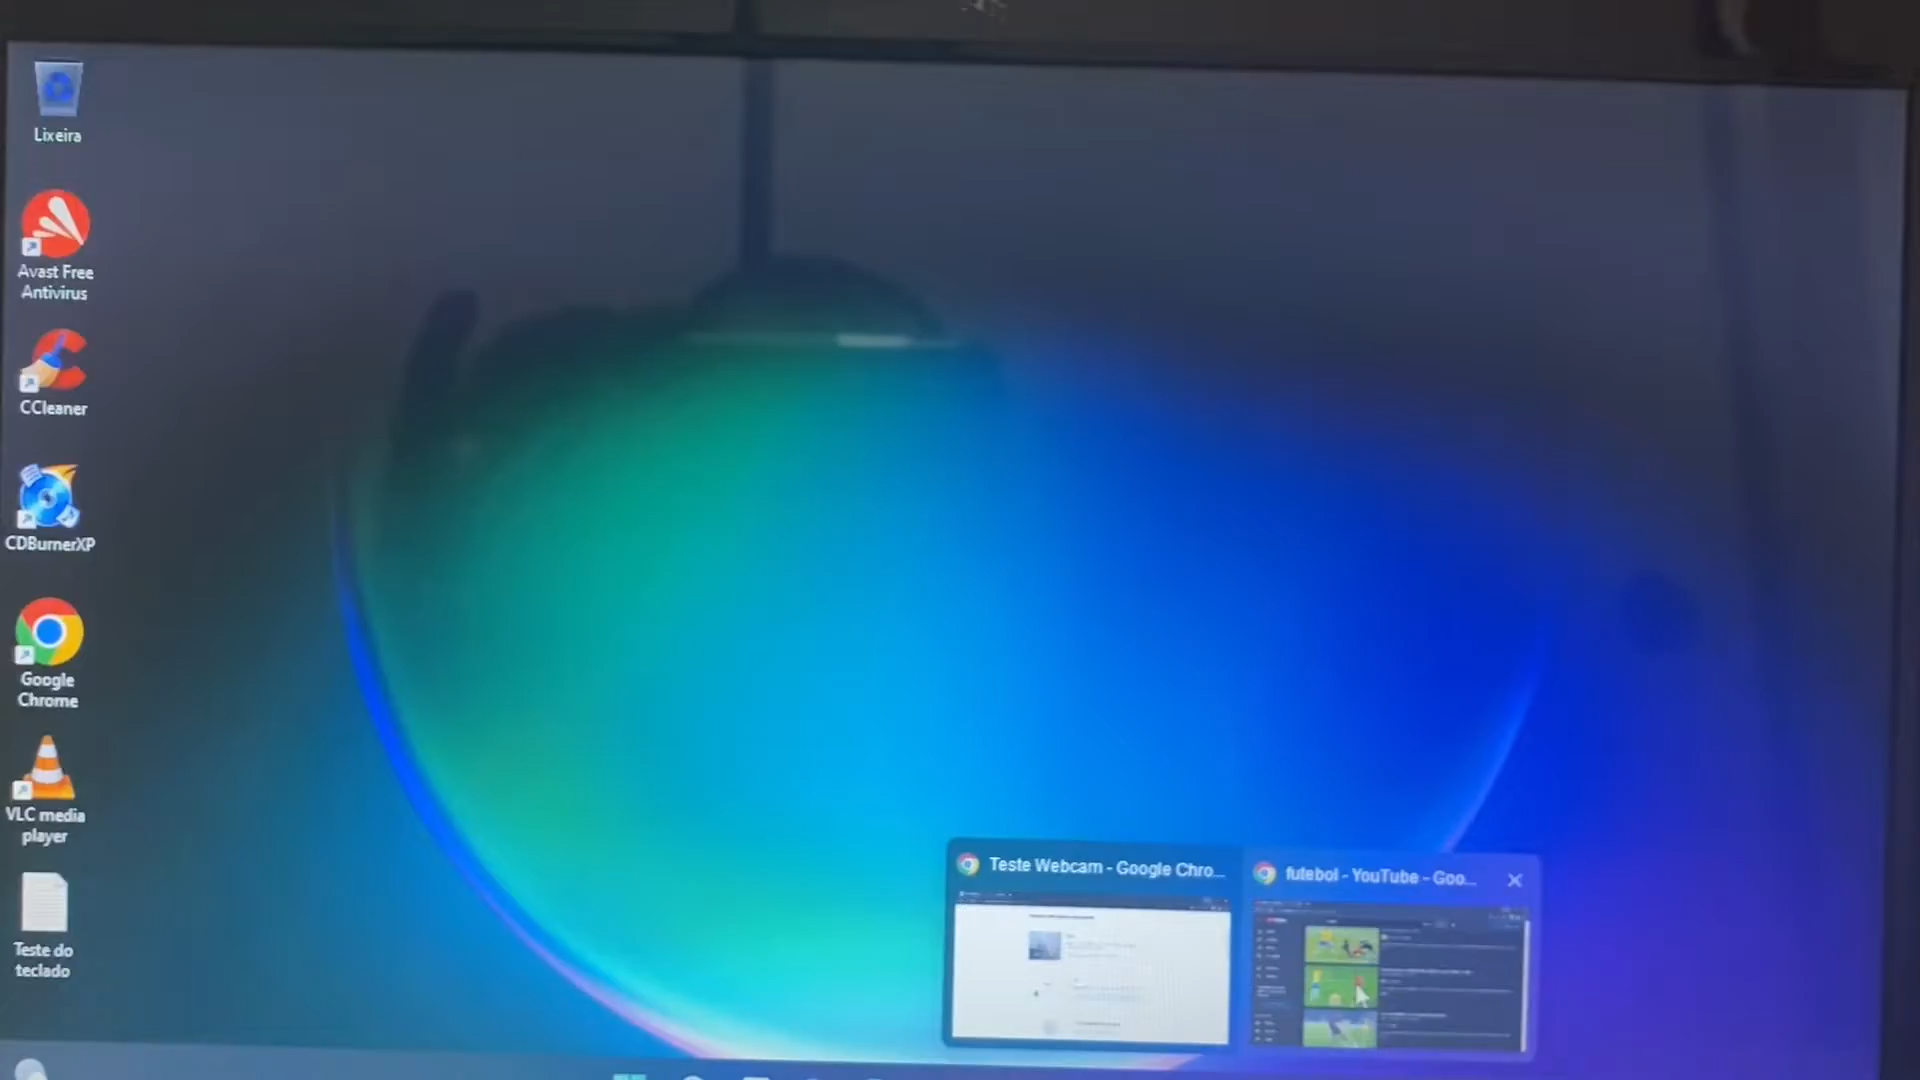 Lixeira
Avast Free
Antivirus
CCleaner
CDBurnerXP
Google
Chrome
VLC media
player
Teste do
teclado
Teste Webcam - Google Chro...
futebol - YouTube - Goo...